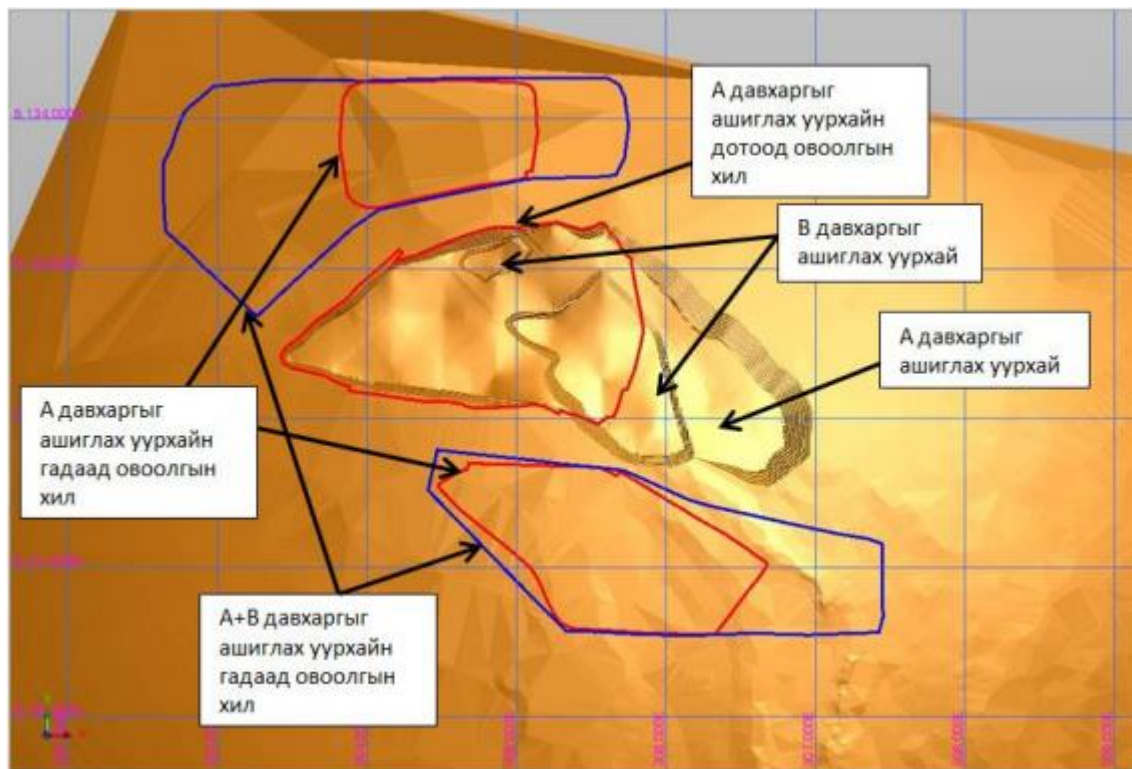 А давхаргыг
ашиглах уурхайн
дотоод овоолгын
хил
В давхаргыг
ашиглах уурхай
А давхаргыг
ашиглах уурхай
А давхаргыг
ашиглах уурхайн
гадаад овоолгын
хил
А+В давхаргыг
ашиглах уурхайн
гадаад овоолгын
хил